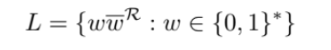 L = {ww̅ᴿ : w ∈ {0, 1}*}